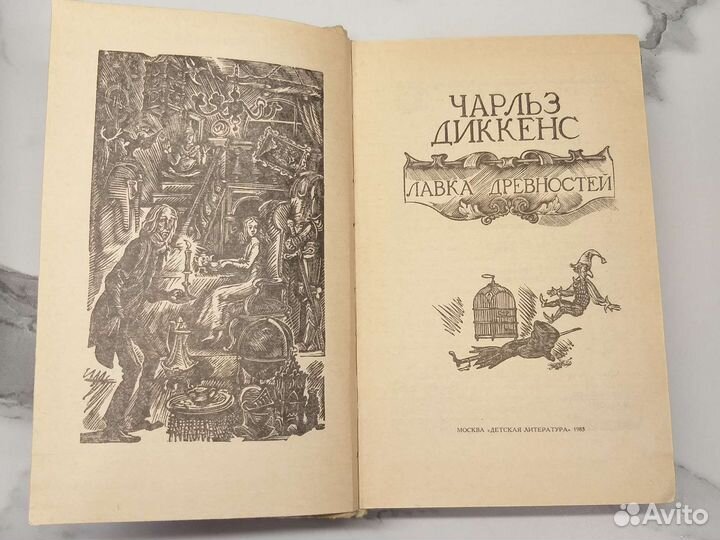 ЧАРЛЬЗ
ДИККЕНС
ЛАВКА ДРЕВНОСТЕЙ
МОСКВА «ДЕТСКАЯ ЛИТЕРАТУРА» 1983
Avito